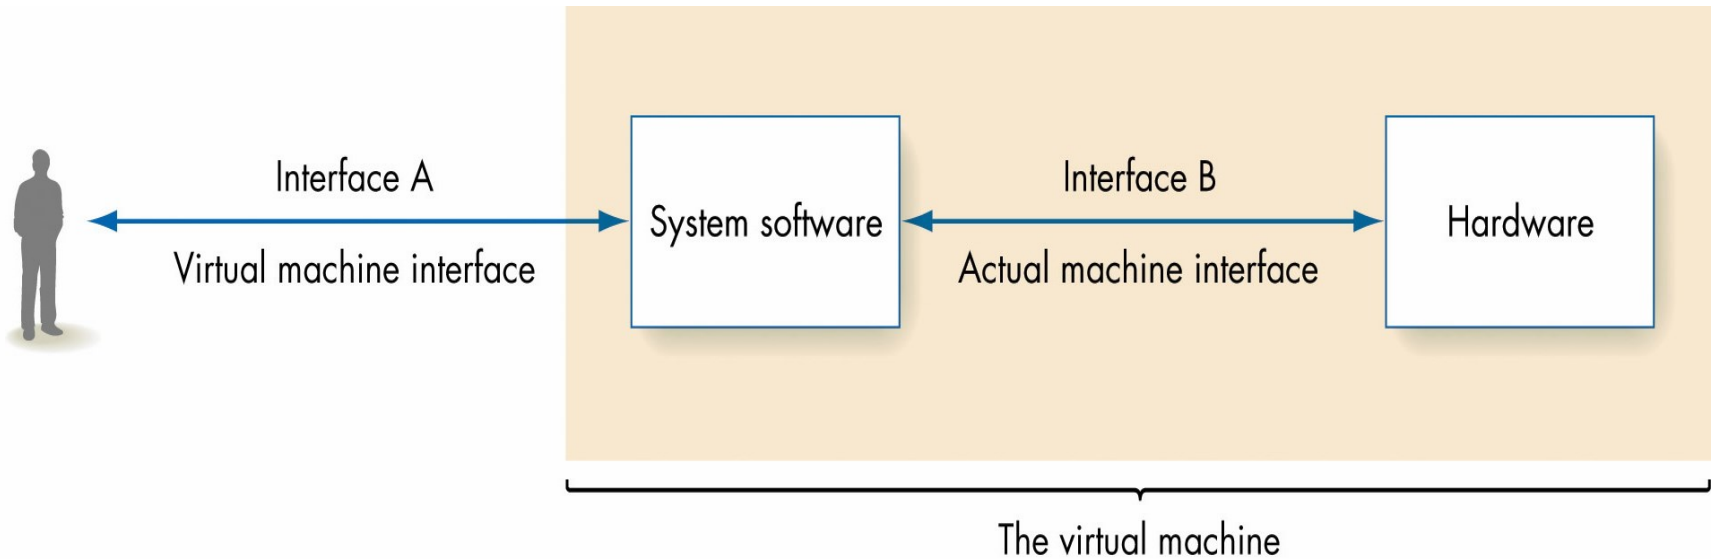 Interface A
Virtual machine interface
System software
Interface B
Actual machine interface
Hardware
The virtual machine